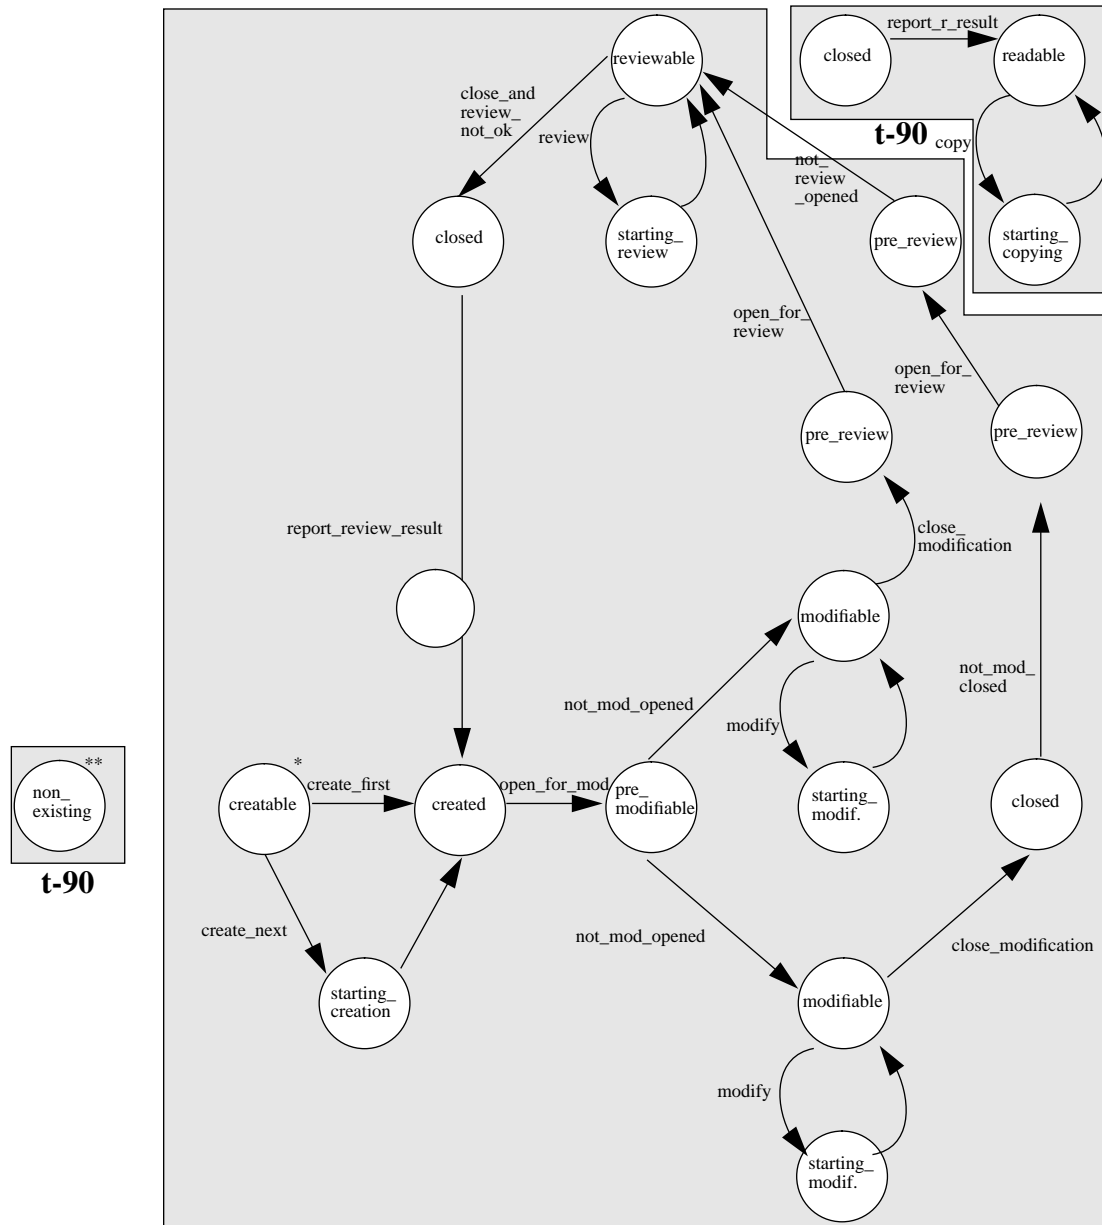 report_r_result
closed
readable
reviewable
close_and
review_
not_ok
review
t-90
copy
not_
review
_opened
closed
starting_
review
pre_review
starting_
copying
open_for_
review
open_for_
review
pre_review
pre_review
report_review_result
close_
modification
modifiable
not_mod_
closed
not_mod_opened
modify
**
non_
existing
t-90
*
creatable
create_first
created
open_for_mod
pre_
modifiable
starting_
modif.
closed
create_next
not_mod_opened
close_modification
starting_
creation
modifiable
modify
starting_
modif.